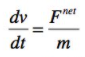 dv/dt = F^net/m